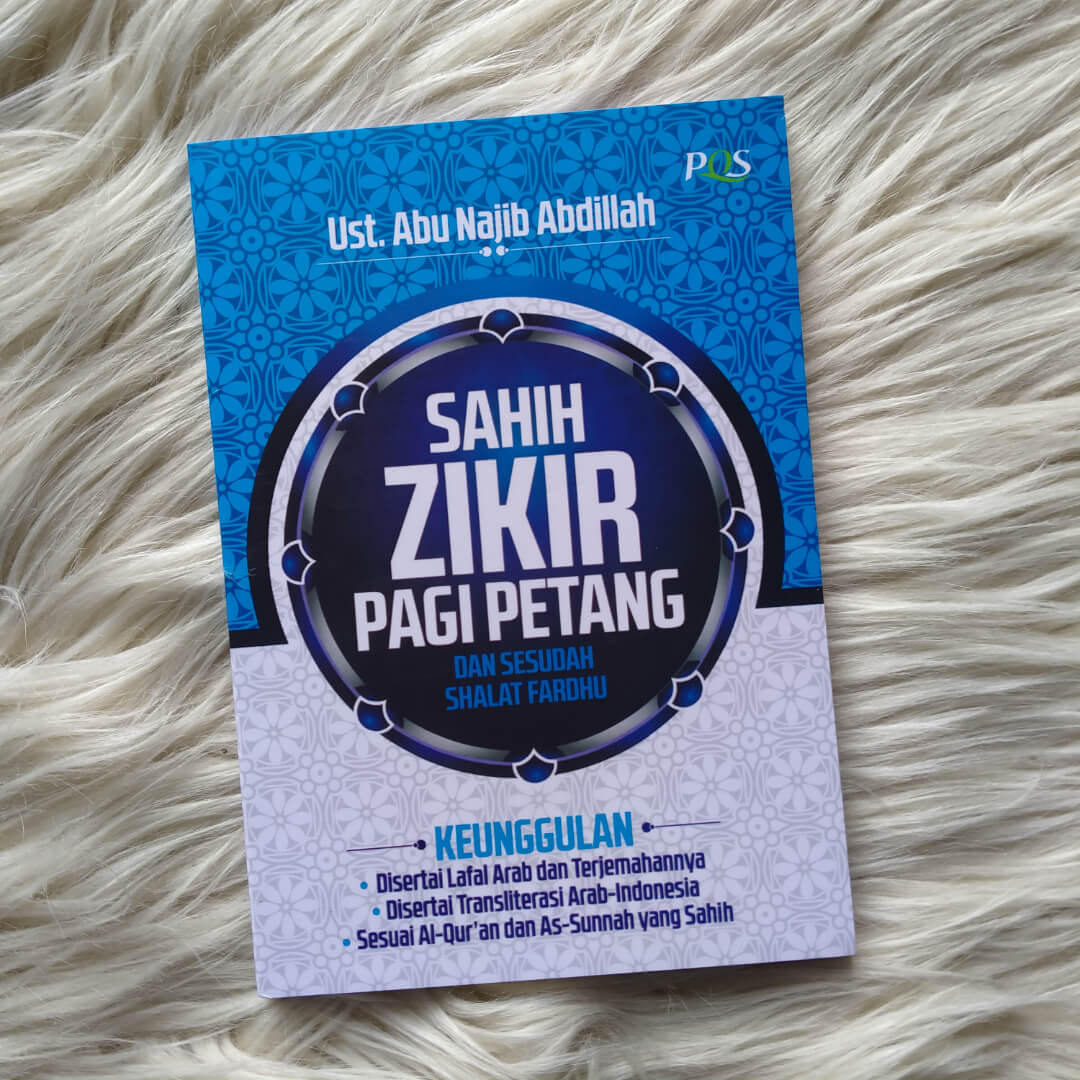 PQS
Ust. Abu Najib Abdillah
SAHIH
ZIKIR
PAGI PETANG
DAN SESUDAH
SHALAT FARDHU
KEUNGGULAN
• Disertai Lafal Arab dan Terjemahannya
• Disertai Transliterasi Arab-Indonesia
• Sesuai Al-Qur'an dan As-Sunnah yang Sahih